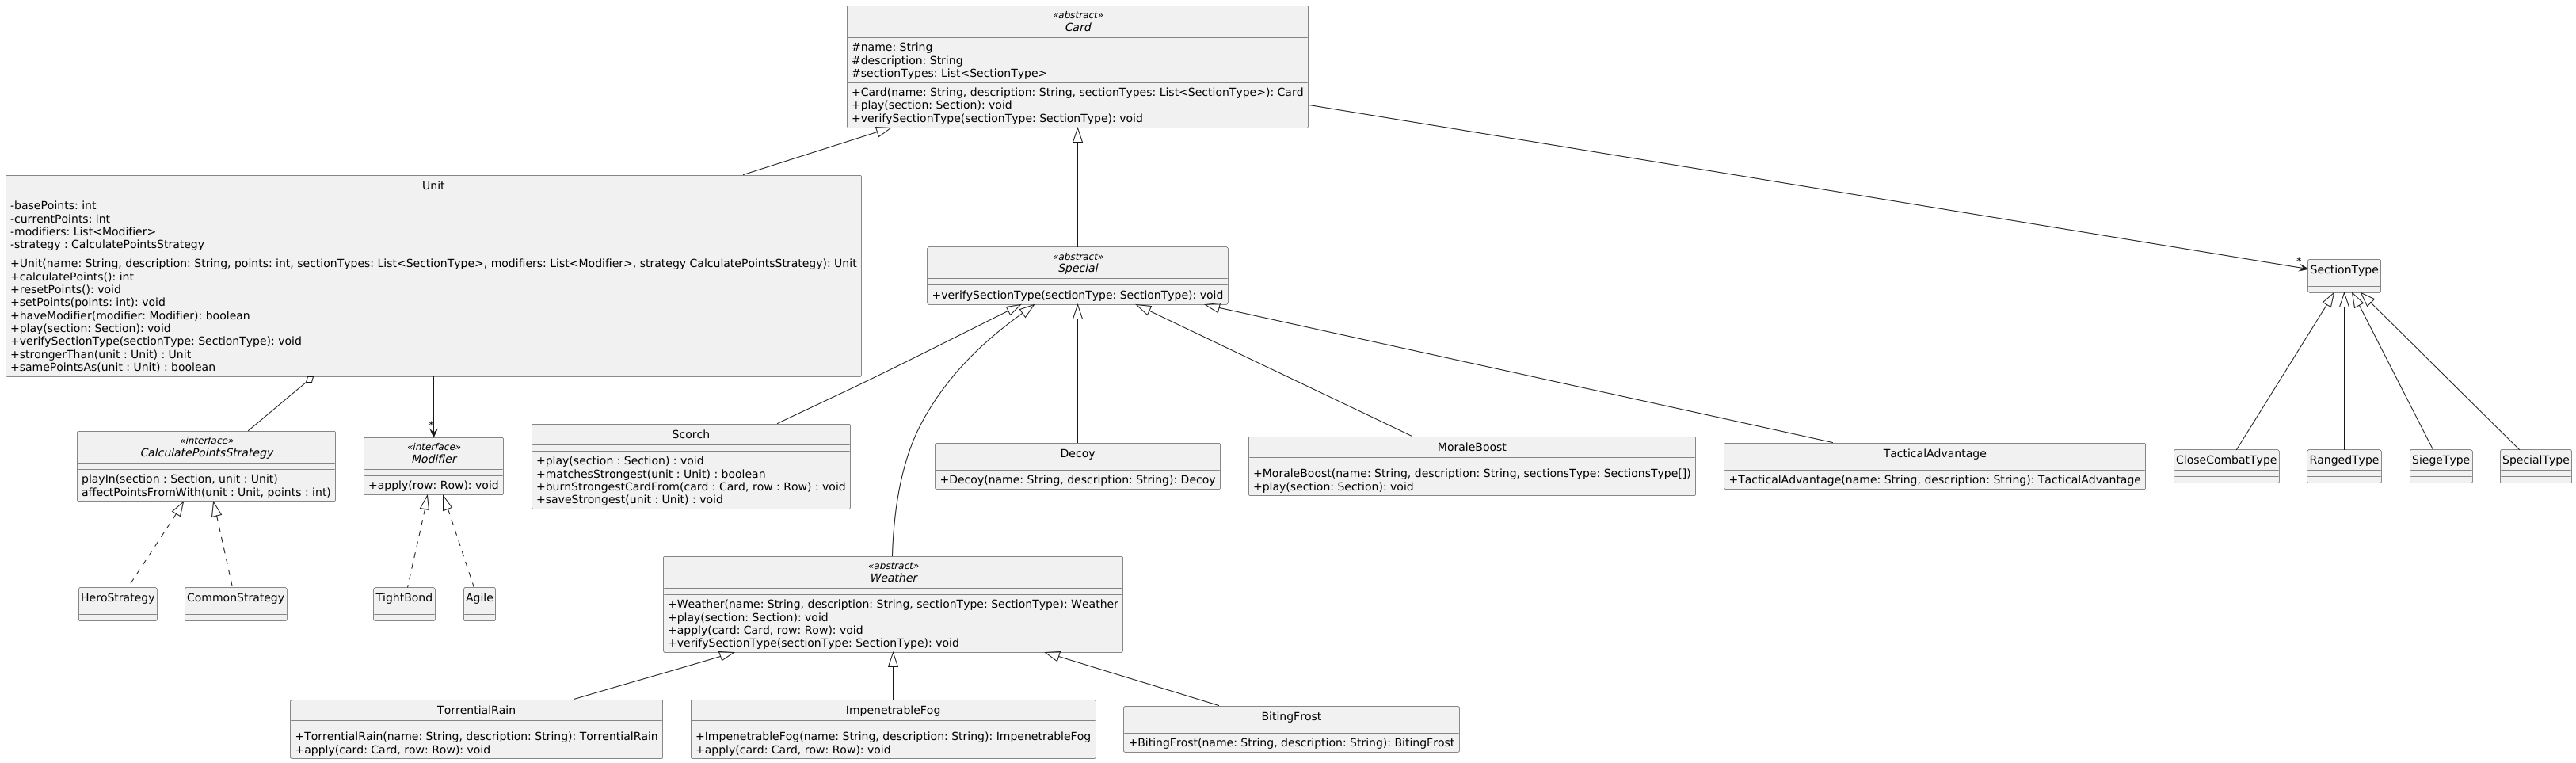 «abstract»
Card
#name: String
#description: String
#sectionTypes: List<SectionType>
+Card(name: String, description: String, sectionTypes: List<SectionType>): Card
+play(section: Section): void
+verifySectionType(sectionType: SectionType): void
Unit
-basePoints: int
-currentPoints: int
-modifiers: List<Modifier>
-strategy : CalculatePointsStrategy
+Unit(name: String, description: String, points: int, sectionTypes: List<SectionType>, modifiers: List<Modifier>, strategy CalculatePointsStrategy): Unit
+calculatePoints(): int
+resetPoints(): void
+setPoints(points: int): void
+haveModifier(modifier: Modifier): boolean
+play(section: Section): void
+verifySectionType(sectionType: SectionType): void
+strongerThan(unit : Unit) : Unit
+samePointsAs(unit : Unit) : boolean
«abstract»
Special
+verifySectionType(sectionType: SectionType): void
*
SectionType
«interface»
CalculatePointsStrategy
playIn(section : Section, unit : Unit)
affectPointsFromWith(unit : Unit, points : int)
*
«interface»
Modifier
+apply(row: Row): void
Scorch
+play(section : Section) : void
+matchesStrongest(unit : Unit) : boolean
+burnStrongestCardFrom(card : Card, row : Row) : void
+saveStrongest(unit : Unit) : void
Decoy
+Decoy(name: String, description: String): Decoy
MoraleBoost
+MoraleBoost(name: String, description: String, sectionsType: SectionsType[])
+play(section: Section): void
TacticalAdvantage
+TacticalAdvantage(name: String, description: String): TacticalAdvantage
CloseCombatType
RangedType
SiegeType
SpecialType
HeroStrategy
CommonStrategy
TightBond
Agile
«abstract»
Weather
+Weather(name: String, description: String, sectionType: SectionType): Weather
+play(section: Section): void
+apply(card: Card, row: Row): void
+verifySectionType(sectionType: SectionType): void
TorrentialRain
+TorrentialRain(name: String, description: String): TorrentialRain
+apply(card: Card, row: Row): void
ImpenetrableFog
+ImpenetrableFog(name: String, description: String): ImpenetrableFog
+apply(card: Card, row: Row): void
BitingFrost
+BitingFrost(name: String, description: String): BitingFrost